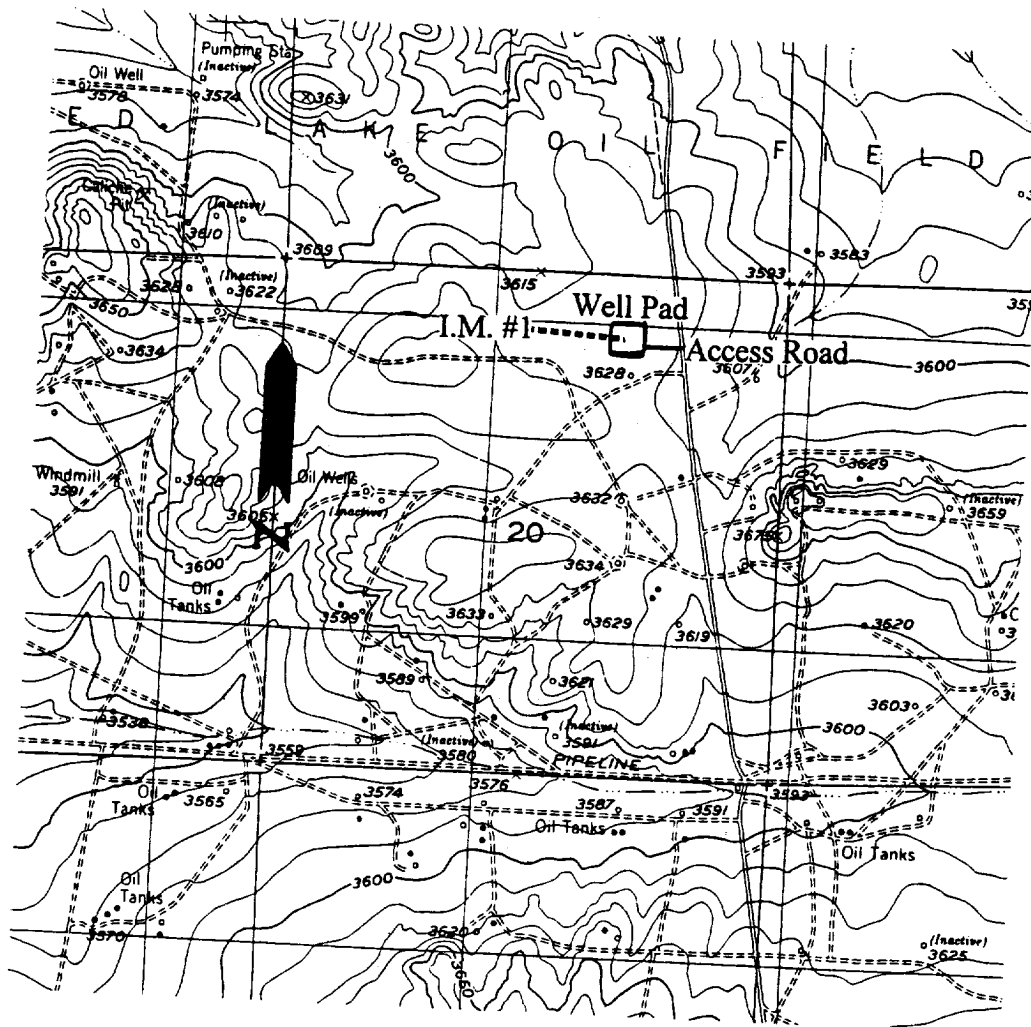 Pumping Sta
(Inactive)
Oil Well
3578
3574
3631
E D L A K E O I L F I E L D
3600
Caliche
Pit
(Inactive)
3610
3609
3583
3593
3615
(Inactive)
3628
3622
3650
Well Pad
I.M. #1
Access Road
3634
3628
3607
3600
3629
Windmill
3591
3608
Oil Wells
(Inactive)
3632
(Inactive)
3659
3605
N
20
3600
3634
Oil
Tanks
3599
3633
3629
3619
3620
3589
3621
3603
3538
3559
(Inactive)
3580
(Inactive)
3591
3600
PIPELINE
Oil
Tanks
3565
3574
3576
3587
3591
3593
Oil Tanks
Oil Tanks
3600
Oil
Tanks
3570
3620
3660
(Inactive)
3625